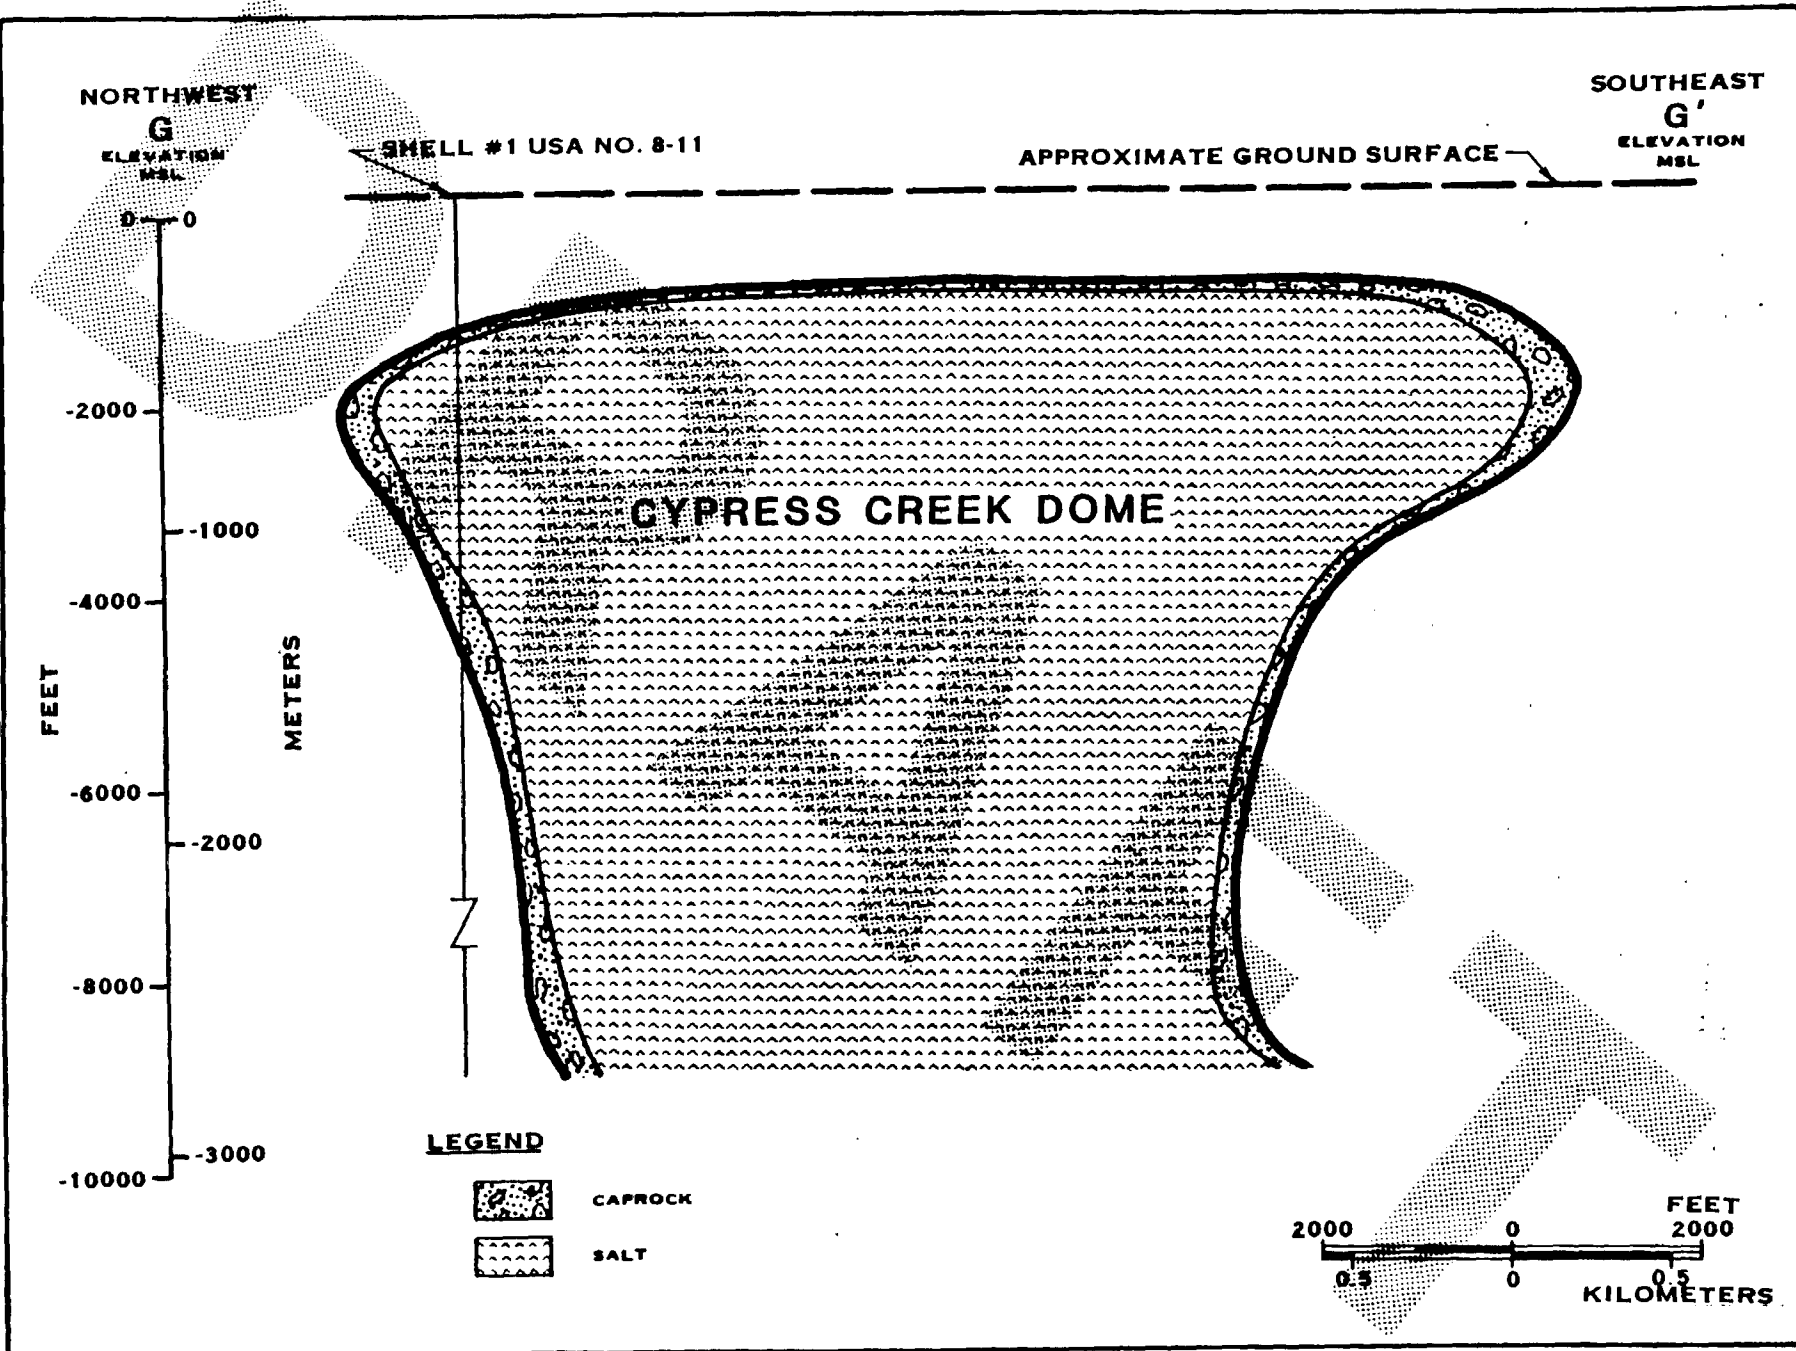 NORTHWEST
G
ELEVATION
MSL
SHELL #1 USA NO. 8-11
APPROXIMATE GROUND SURFACE
SOUTHEAST
G'
ELEVATION
MSL
0 0
-2000
-1000
-4000
-6000
-2000
-8000
-3000
-10000
FEET
METERS
CYPRESS CREEK DOME
LEGEND
CAPROCK
SALT
FEET
2000 0 2000
0.5 0 0.5
KILOMETERS
DRAFT